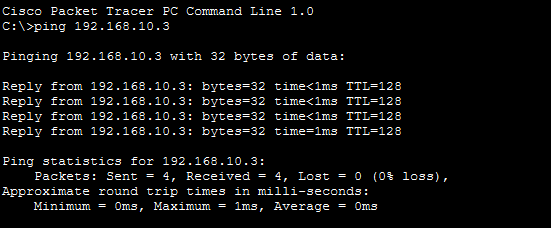 Cisco Packet Tracer PC Command Line 1.0
C:\>ping 192.168.10.3
Pinging 192.168.10.3 with 32 bytes of data:
Reply from 192.168.10.3: bytes=32 time<1ms TTL=128
Reply from 192.168.10.3: bytes=32 time<1ms TTL=128
Reply from 192.168.10.3: bytes=32 time<1ms TTL=128
Reply from 192.168.10.3: bytes=32 time=1ms TTL=128
Ping statistics for 192.168.10.3:
Packets: Sent = 4, Received = 4, Lost = 0 (0% loss),
Approximate round trip times in milli-seconds:
Minimum = 0ms, Maximum = 1ms, Average = 0ms